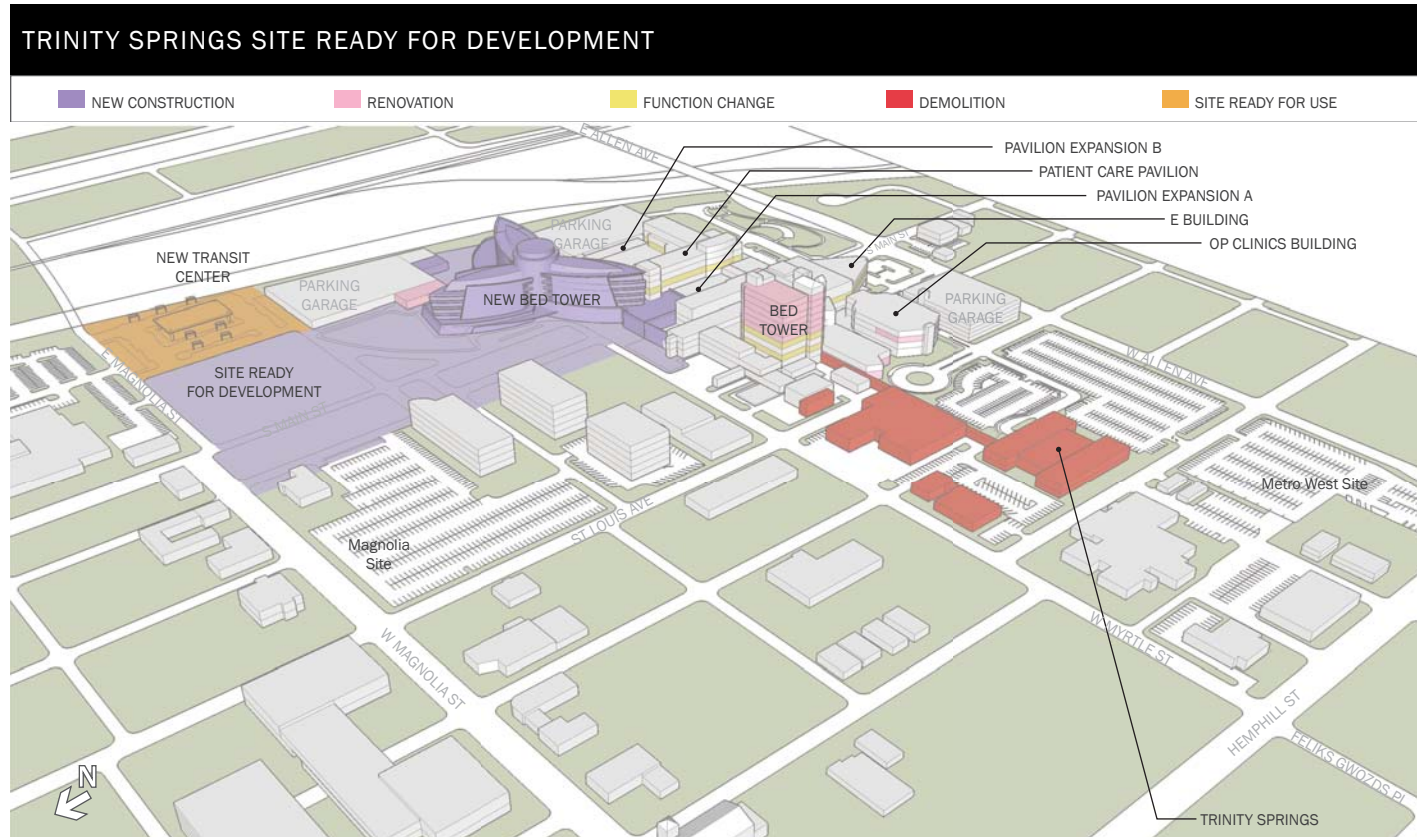 TRINITY SPRINGS SITE READY FOR DEVELOPMENT
NEW CONSTRUCTION
RENOVATION
FUNCTION CHANGE
DEMOLITION
SITE READY FOR USE
E ALLEN AVE
PAVILION EXPANSION B
PATIENT CARE PAVILION
PAVILION EXPANSION A
E BUILDING
OP CLINICS BUILDING
S MAIN ST
PARKING
GARAGE
NEW TRANSIT
CENTER
PARKING
GARAGE
NEW BED TOWER
BED
TOWER
PARKING
GARAGE
E MAGNOLIA ST
SITE READY
FOR DEVELOPMENT
W ALLEN AVE
S MAIN ST
Metro West Site
ST LOUIS AVE
Magnolia
Site
W MAGNOLIA ST
W MYRTLE ST
HEMPHILL ST
FELIKS GWOZDS PL
N
TRINITY SPRINGS